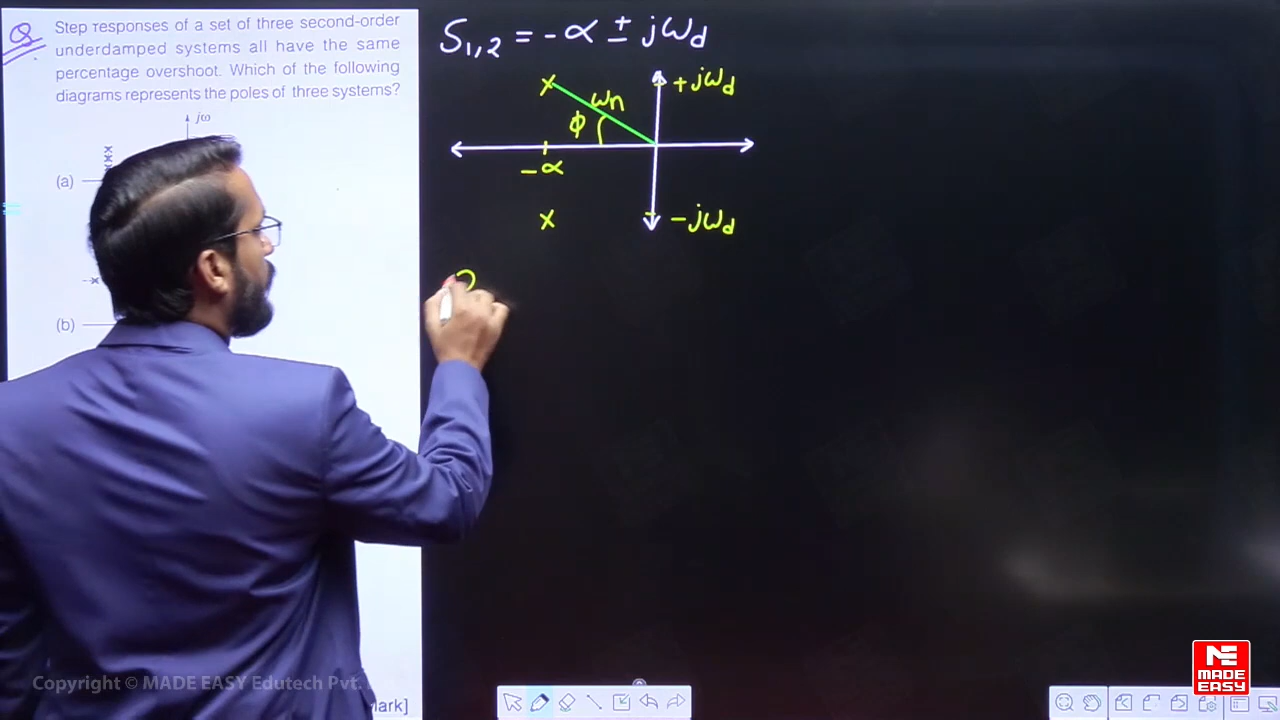 Q
Step responses of a set of three second-order
underdamped systems all have the same
percentage overshoot. Which of the following
diagrams represents the poles of three systems?
jω
(a)
(b)
S1,2 = -α ± jωd
+jωd
ωn
ϕ
-α
-jωd
Copyright © MADE EASY Edutech Pvt.
ark]
ME
MADE
EASY